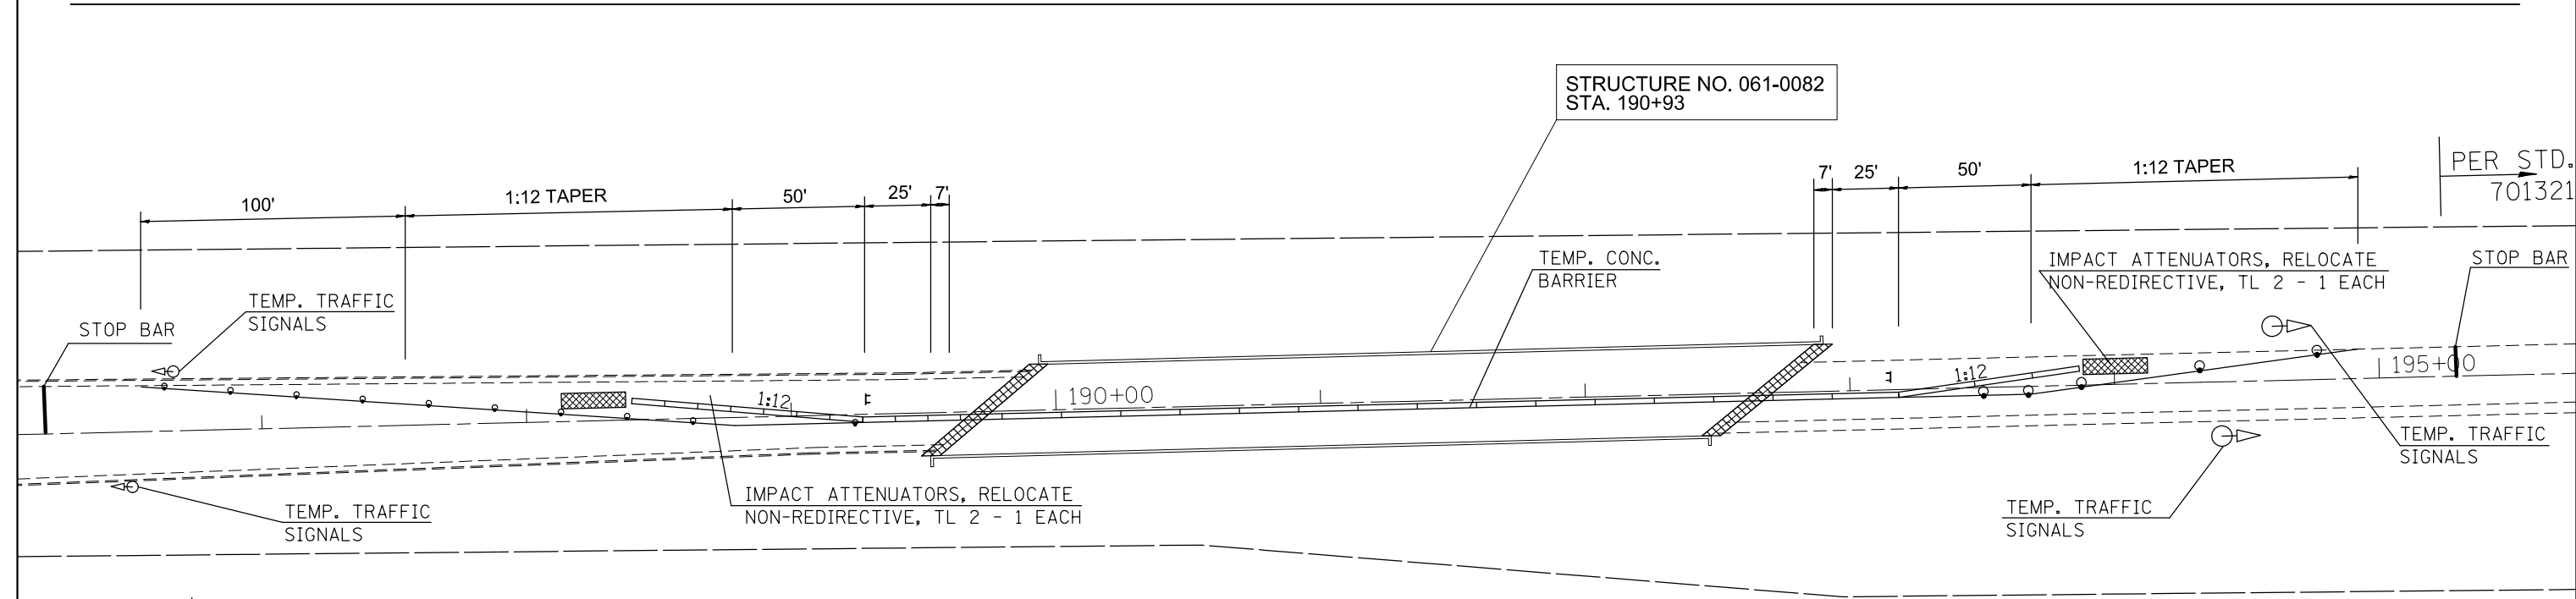 STRUCTURE NO. 061-0082
STA. 190+93
PER STD.
701321
100'
1:12 TAPER
50'
25'
7'
7'
25'
50'
1:12 TAPER
TEMP. CONC.
BARRIER
IMPACT ATTENUATORS, RELOCATE
NON-REDIRECTIVE, TL 2 - 1 EACH
STOP BAR
TEMP. TRAFFIC
SIGNALS
STOP BAR
1:12
190+00
1:12
195+00
TEMP. TRAFFIC
SIGNALS
IMPACT ATTENUATORS, RELOCATE
NON-REDIRECTIVE, TL 2 - 1 EACH
TEMP. TRAFFIC
SIGNALS
TEMP. TRAFFIC
SIGNALS